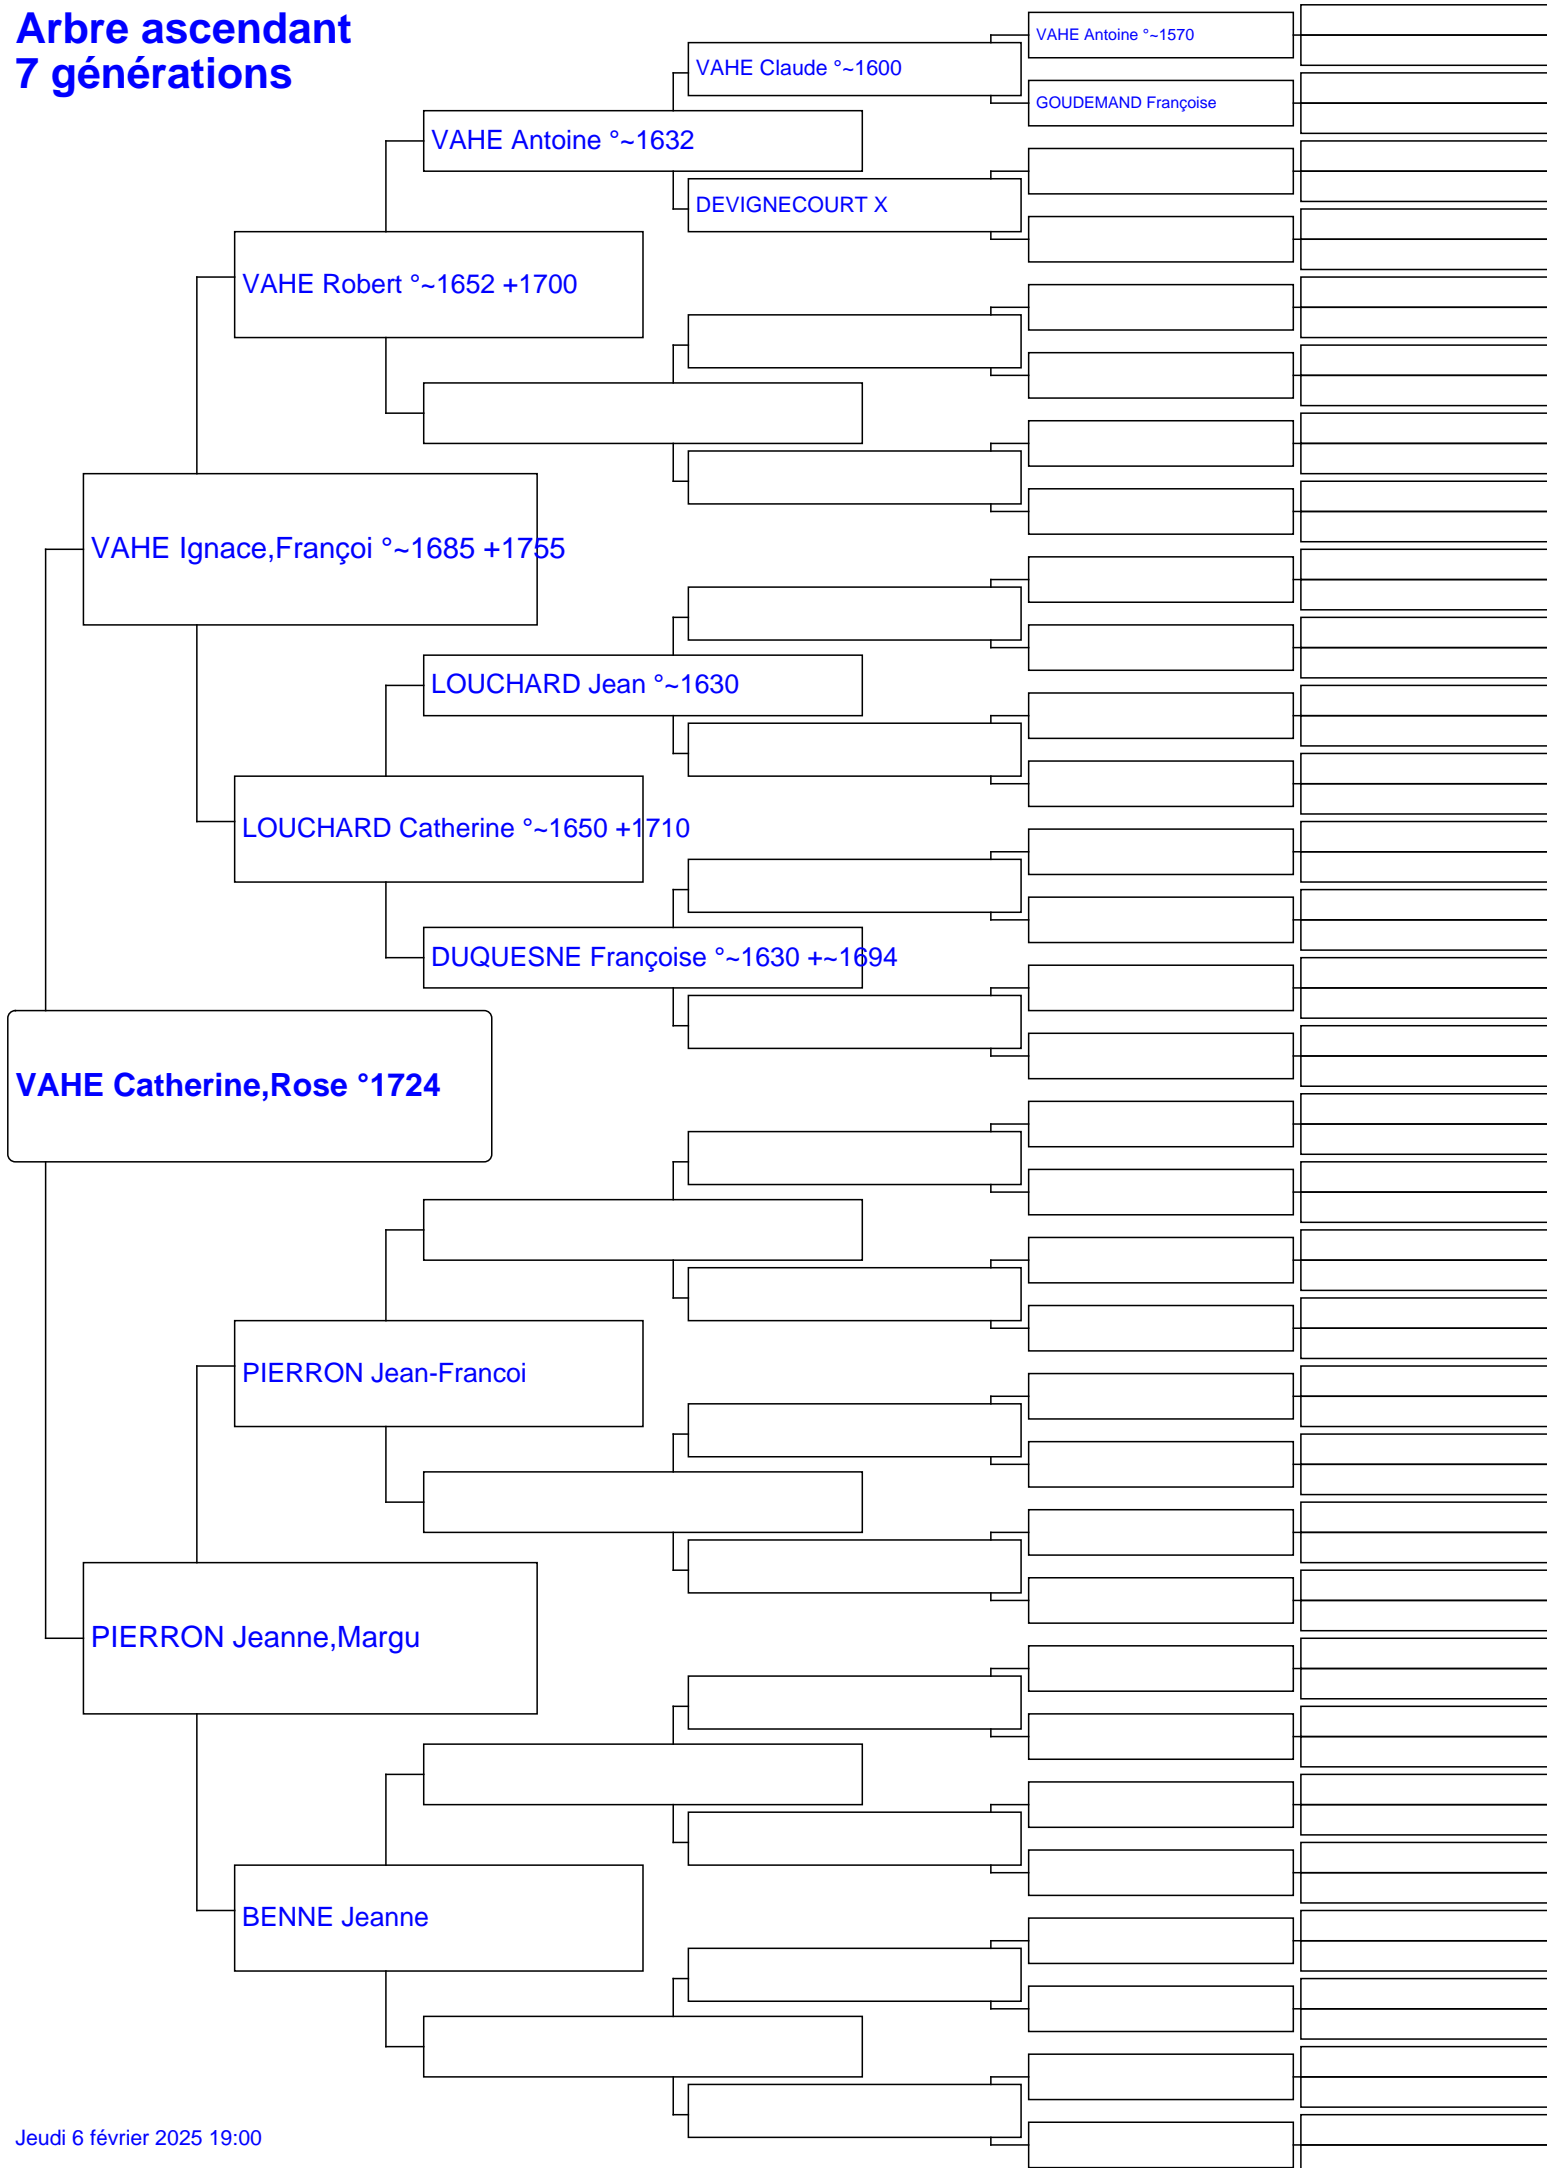 Arbre ascendant
7 générations
VAHE Antoine °~1570
VAHE Claude °~1600
GOUDEMAND Françoise
VAHE Antoine °~1632
DEVIGNECOURT X
VAHE Robert °~1652 +1700
VAHE Ignace,Françoi °~1685 +1755
LOUCHARD Jean °~1630
LOUCHARD Catherine °~1650 +1710
DUQUESNE Françoise °~1630 +~1694
VAHE Catherine,Rose °1724
PIERRON Jean-Francoi
PIERRON Jeanne,Margu
BENNE Jeanne
Jeudi 6 février 2025 19:00